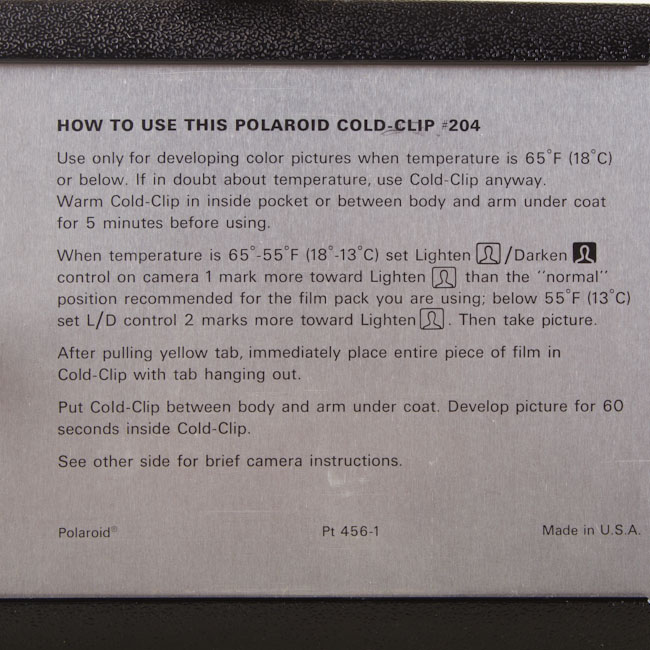 HOW TO USE THIS POLAROID COLD-CLIP #204
Use only for developing color pictures when temperature is 65°F (18°C)
or below. If in doubt about temperature, use Cold-Clip anyway.
Warm Cold-Clip in inside pocket or between body and arm under coat
for 5 minutes before using.
When temperature is 65°-55°F (18°-13°C) set Lighten /Darken
control on camera 1 mark more toward Lighten than the "normal"
position recommended for the film pack you are using; below 55°F (13°C)
set L/D control 2 marks more toward Lighten . Then take picture.
After pulling yellow tab, immediately place entire piece of film in
Cold-Clip with tab hanging out.
Put Cold-Clip between body and arm under coat. Develop picture for 60
seconds inside Cold-Clip.
See other side for brief camera instructions.
Polaroid® Pt 456-1 Made in U.S.A.